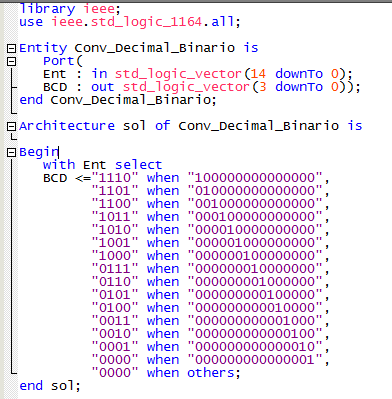 library ieee;
use ieee.std_logic_1164.all;
Entity Conv_Decimal_Binario is
Port(
Ent : in std_logic_vector(14 downTo 0);
BCD : out std_logic_vector(3 downTo 0));
end Conv_Decimal_Binario;
Architecture sol of Conv_Decimal_Binario is
Begin
with Ent select
BCD <="1110" when "100000000000000",
"1101" when "010000000000000",
"1100" when "001000000000000",
"1011" when "000100000000000",
"1010" when "000010000000000",
"1001" when "000001000000000",
"1000" when "000000100000000",
"0111" when "000000010000000",
"0110" when "000000001000000",
"0101" when "000000000100000",
"0100" when "000000000010000",
"0011" when "000000000001000",
"0010" when "000000000000100",
"0001" when "000000000000010",
"0000" when "000000000000001",
"0000" when others;
end sol;